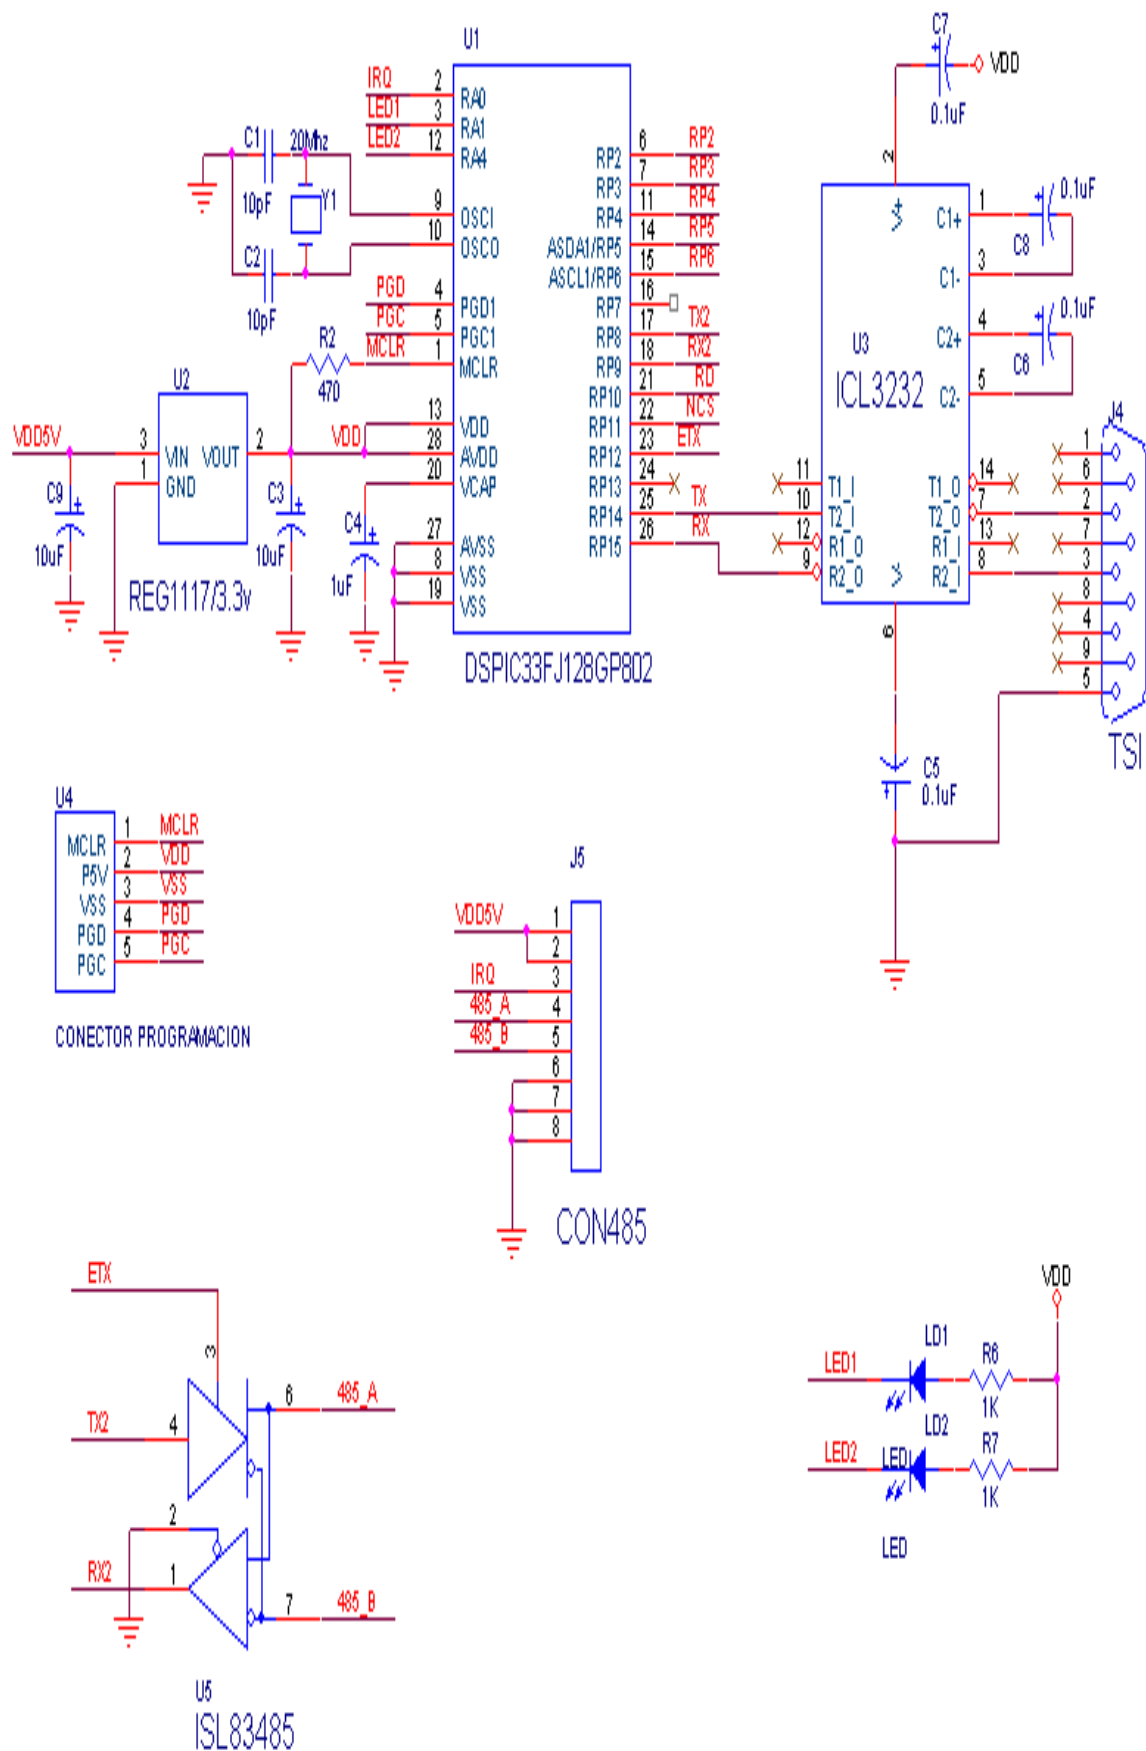 U1
IRQ 2 RA0
LED1 3 RA1
LED2 12 RA4
C1
10pF
20Mhz
Y1
C2
10pF
9 OSCI
10 OSCO
PGD 4 PGD1
PGC 5 PGC1
MCLR 1 MCLR
R2
470
13 VDD
VDD 28 AVDD
20 VCAP
27 AVSS
8 VSS
19 VSS
DSPIC33FJ128GP802
RP2 6 RP2
RP3 7 RP3
RP4 11 RP4
ASDA1/RP5 14 RP5
ASCL1/RP6 15 RP6
RP7 16
RP8 17 TX2
RP9 18 RX2
RP10 21 RD
RP11 22 NCS
RP12 23 ETX
RP13 24
RP14 25 TX
RP15 26 RX
U2
VDD5V 3 VIN VOUT 2
1 GND
REG1117/3.3v
C9
10uF
C3
10uF
C4
1uF
C7
0.1uF
VDD
2
V+
U3
ICL3232
C1+ 1
C1- 3
C8
0.1uF
C2+ 4
C2- 5
C6
0.1uF
11 T1_I T1_O 14
10 T2_I T2_O 7
12 R1_O R1_I 13
9 R2_O R2_I 8
V-
6
C5
0.1uF
J4
1
6
2
7
3
8
4
9
5
TSI
U4
MCLR 1 MCLR
P5V 2 VDD
VSS 3 VSS
PGD 4 PGD
PGC 5 PGC
CONECTOR PROGRAMACION
J5
VDD5V 1
2
IRQ 3
485_A 4
485_B 5
6
7
8
CON485
ETX
3
TX2 4
6 485_A
2
RX2 1
7 485_B
U5
ISL83485
VDD
LED1
LD1
R6
1K
LED2
LED
LD2
R7
1K
LED